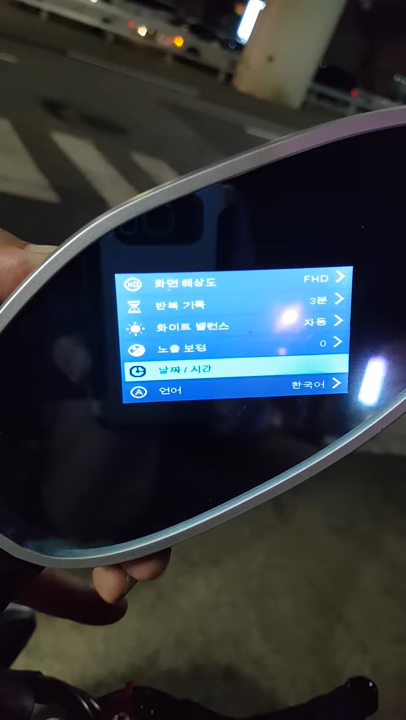 화면 해상도 FHD
반복 기록 3분
화이트 밸런스 자동
노출 보정 0
날짜 / 시간
언어 한국어